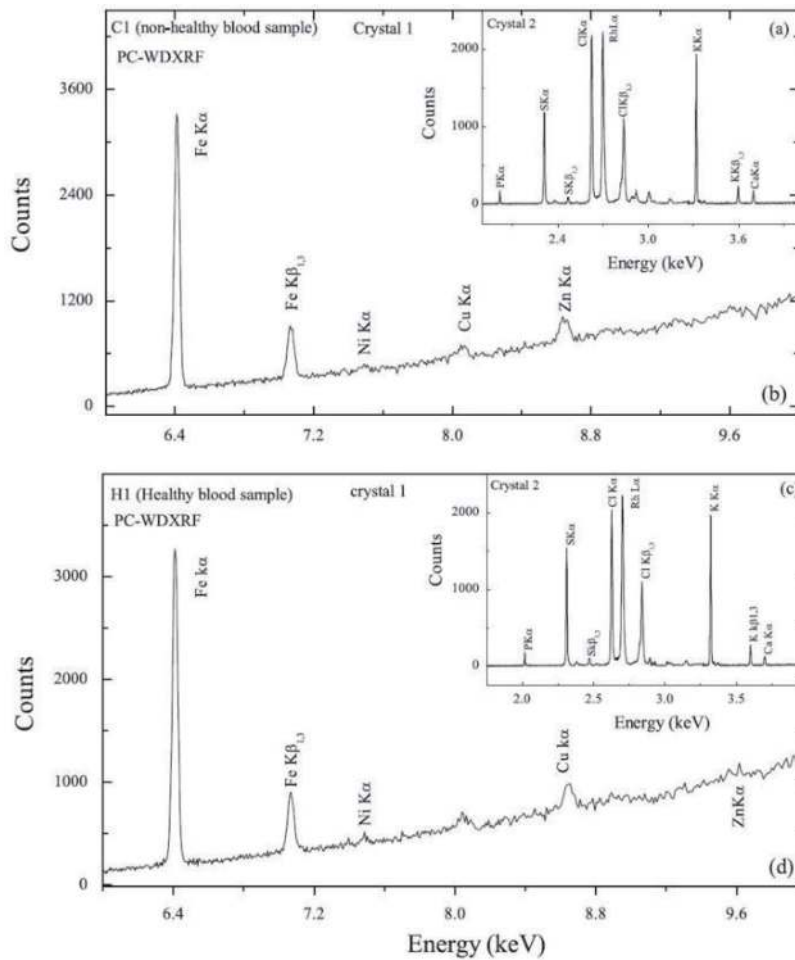 C1 (non-healthy blood sample) Crystal 1
PC-WDXRF
Fe Kα
Fe Kβ1,3
Ni Kα
Cu Kα
Zn Kα
Counts
3600
2400
1200
0
6.4 7.2 8.0 8.8 9.6
(b)
Crystal 2
(a)
PKα
SKα
SKβ1,3
ClKα
RhLα
ClKβ1,3
KKα
KKβ1,3
CaKα
Counts
2000
1000
0
2.4 3.0 3.6
Energy (keV)
H1 (Healthy blood sample) crystal 1
PC-WDXRF
Fe kα
Fe Kβ1,3
Ni Kα
Cu kα
ZnKα
Counts
3000
2000
1000
0
6.4 7.2 8.0 8.8 9.6
Energy (keV)
(d)
Crystal 2
(c)
PKα
SKα
Skβ1,3
Cl Kα
Rh Lα
Cl Kβ1,3
K Kα
K kβ1,3
Ca Kα
Counts
2000
1000
0
2.0 2.5 3.0 3.5
Energy (keV)